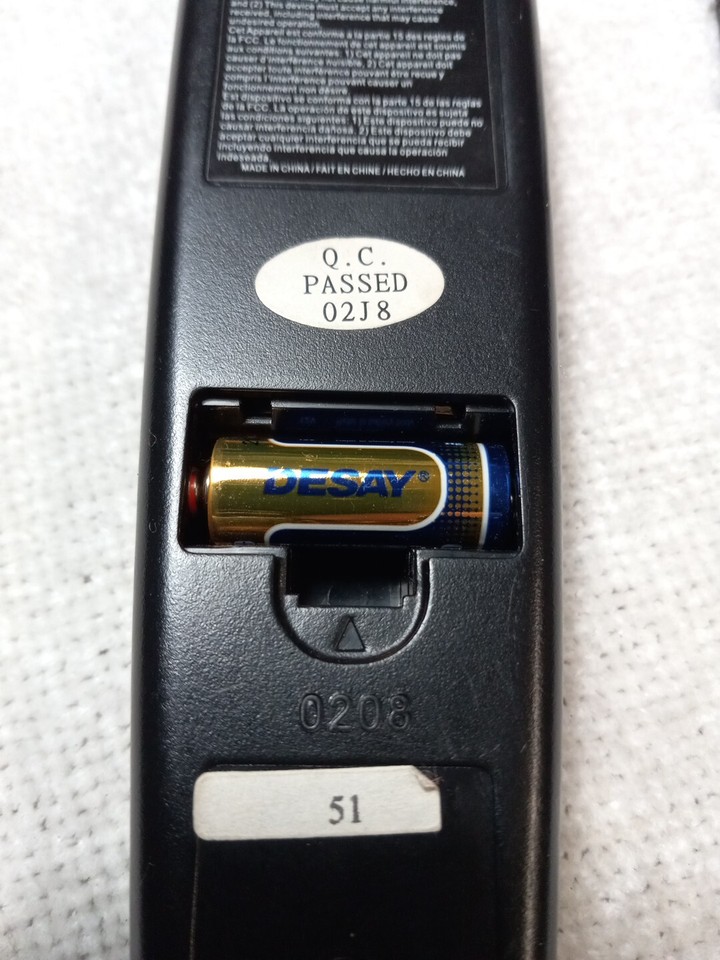 and (2) This device must accept any interference
received, including interference that may cause
undesired operation.
Cet Appareil est conforme à la partie 15 des regles de
la FCC. La fonctionnement de cet appareil est soumis
aux conditions suivantes. 1) Cet appareil ne doit pas
causer d'interference nuisible. 2) Cet appareil doit
accepter toute interférence pouvant être reçue y
compris l'interférence pouvant causer un
fonctionnement non désiré.
Est dispositivo se conforma con la parte 15 de las reglas
de la FCC. La operación de este dispositivo es sujeta
las condiciones siguientes. 1) Este dispositivo puede no
causar interferencia dañosa. 2) Este dispositivo debe
aceptar cualquier interferencia que se pueda recibir
incluyendo interferencia que causa la operación
indeseada.
MADE IN CHINA / FAIT EN CHINE / HECHO EN CHINA
Q.C.
PASSED
02J8
DESAY®
0208
51